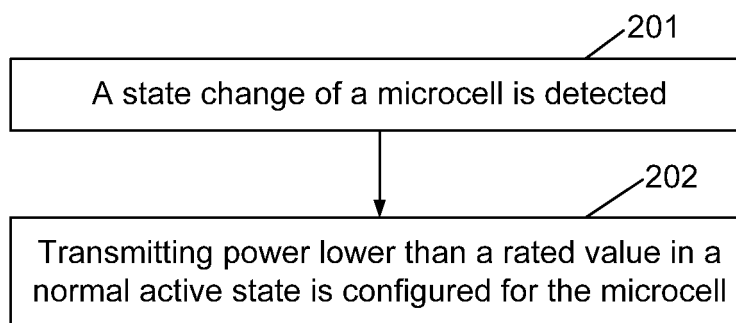 201
A state change of a microcell is detected
202
Transmitting power lower than a rated value in a
normal active state is configured for the microcell